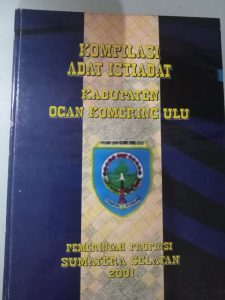 KOMPILASI
ADAT ISTIADAT
KABUPATEN
OGAN KOMERING ULU
PEMERINTAH PROPINSI
SUMATERA SELATAN
2001